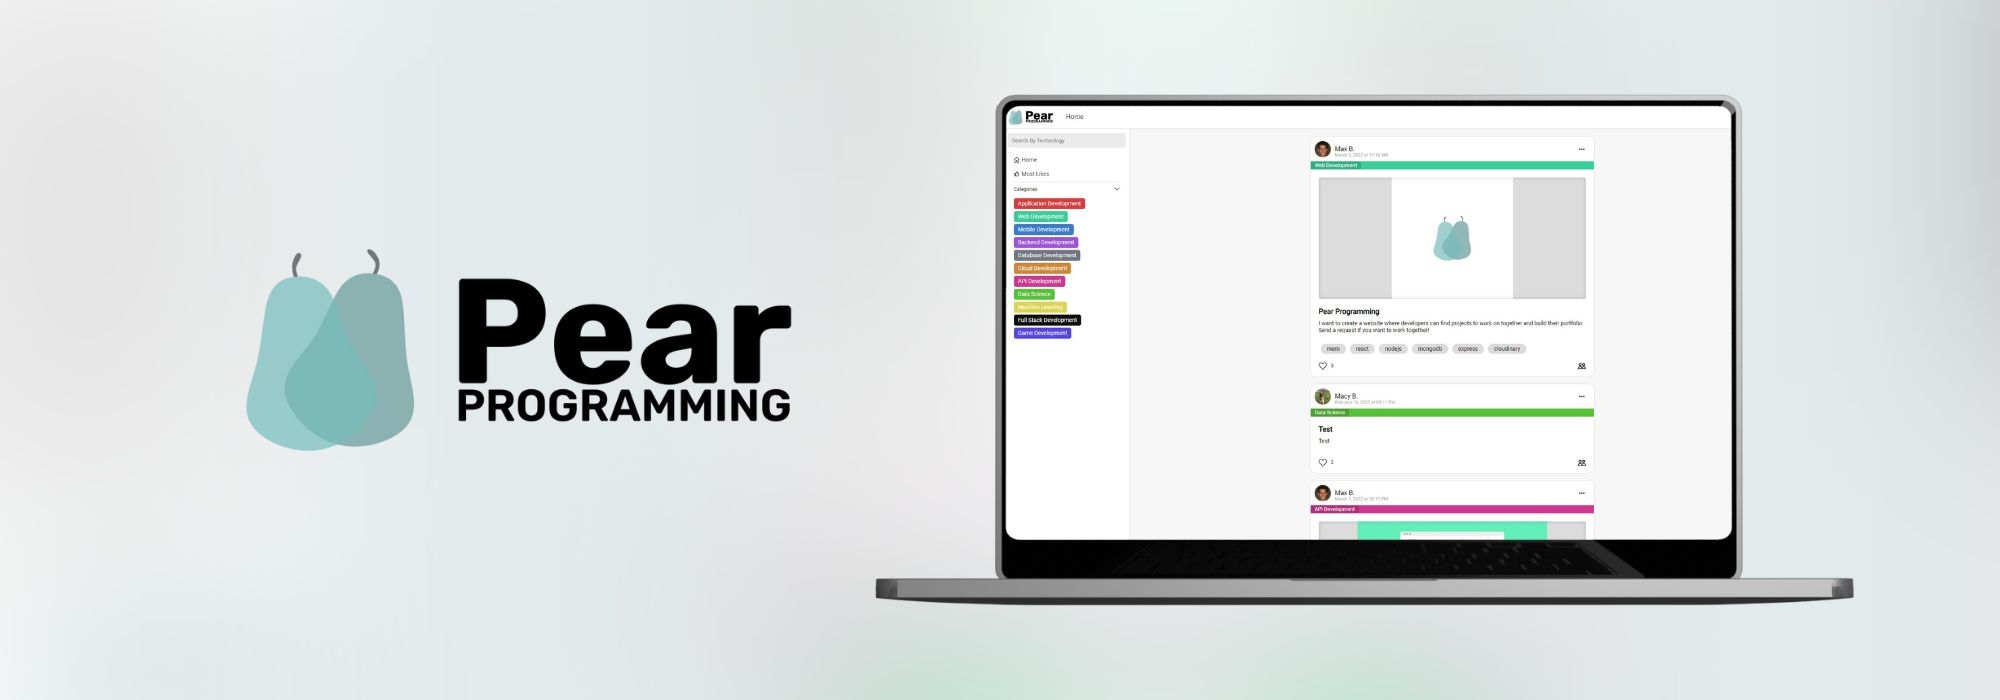 Pear
PROGRAMMING
Pear
PROGRAMMING
Home
Search By Technology
Home
Most Likes
Categories
Application Development
Web Development
Mobile Development
Backend Development
Database Development
Cloud Development
API Development
Data Science
Machine Learning
Full Stack Development
Game Development
Max B.
Web Development
Pear Programming
I want to create a website where developers can find projects to work on together and build their portfolio.
Send a request if you want to work together!
mern react nodejs mongodb express cloudinary
5
Macy B.
Data Science
Test
Test
2
Max B.
API Development